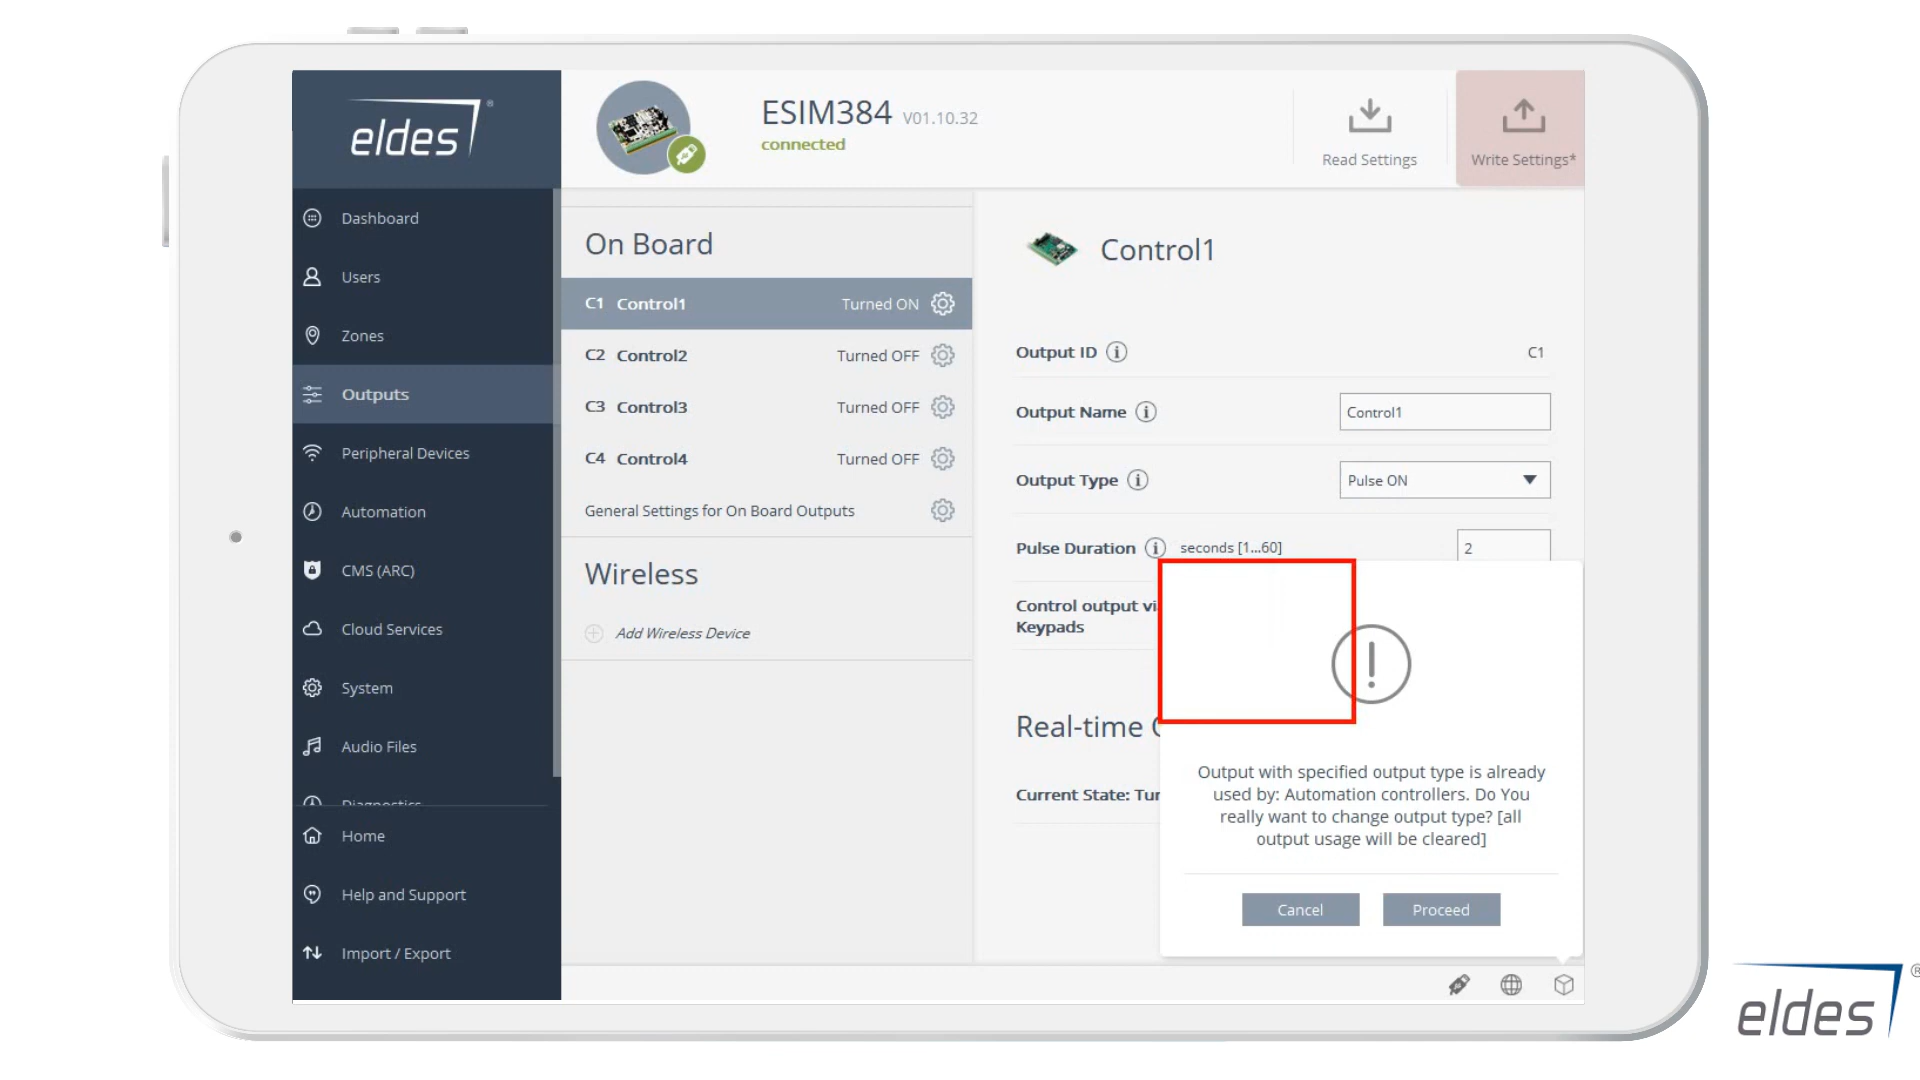 eldes®
ESIM384 V01.10.32
connected
Read Settings
Write Settings*
Dashboard
Users
Zones
Outputs
Peripheral Devices
Automation
CMS (ARC)
Cloud Services
System
Audio Files
Diagnostics
Home
Help and Support
Import / Export
On Board
C1 Control1 Turned ON
C2 Control2 Turned OFF
C3 Control3 Turned OFF
C4 Control4 Turned OFF
General Settings for On Board Outputs
Wireless
Add Wireless Device
Control1
Output ID i C1
Output Name i Control1
Output Type i Pulse ON
Pulse Duration i seconds [1...60] 2
Control output vi
Keypads
Real-time
Current State: Tur
!
Output with specified output type is already
used by: Automation controllers. Do You
really want to change output type? [all
output usage will be cleared]
Cancel
Proceed
eldes®